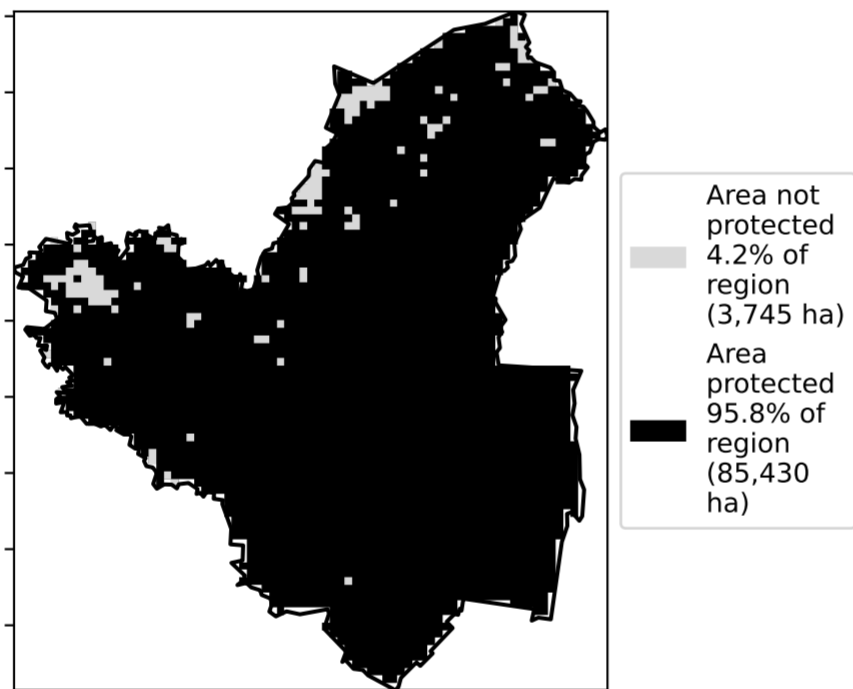 Area not
protected
4.2% of
region
(3,745 ha)
Area
protected
95.8% of
region
(85,430
ha)